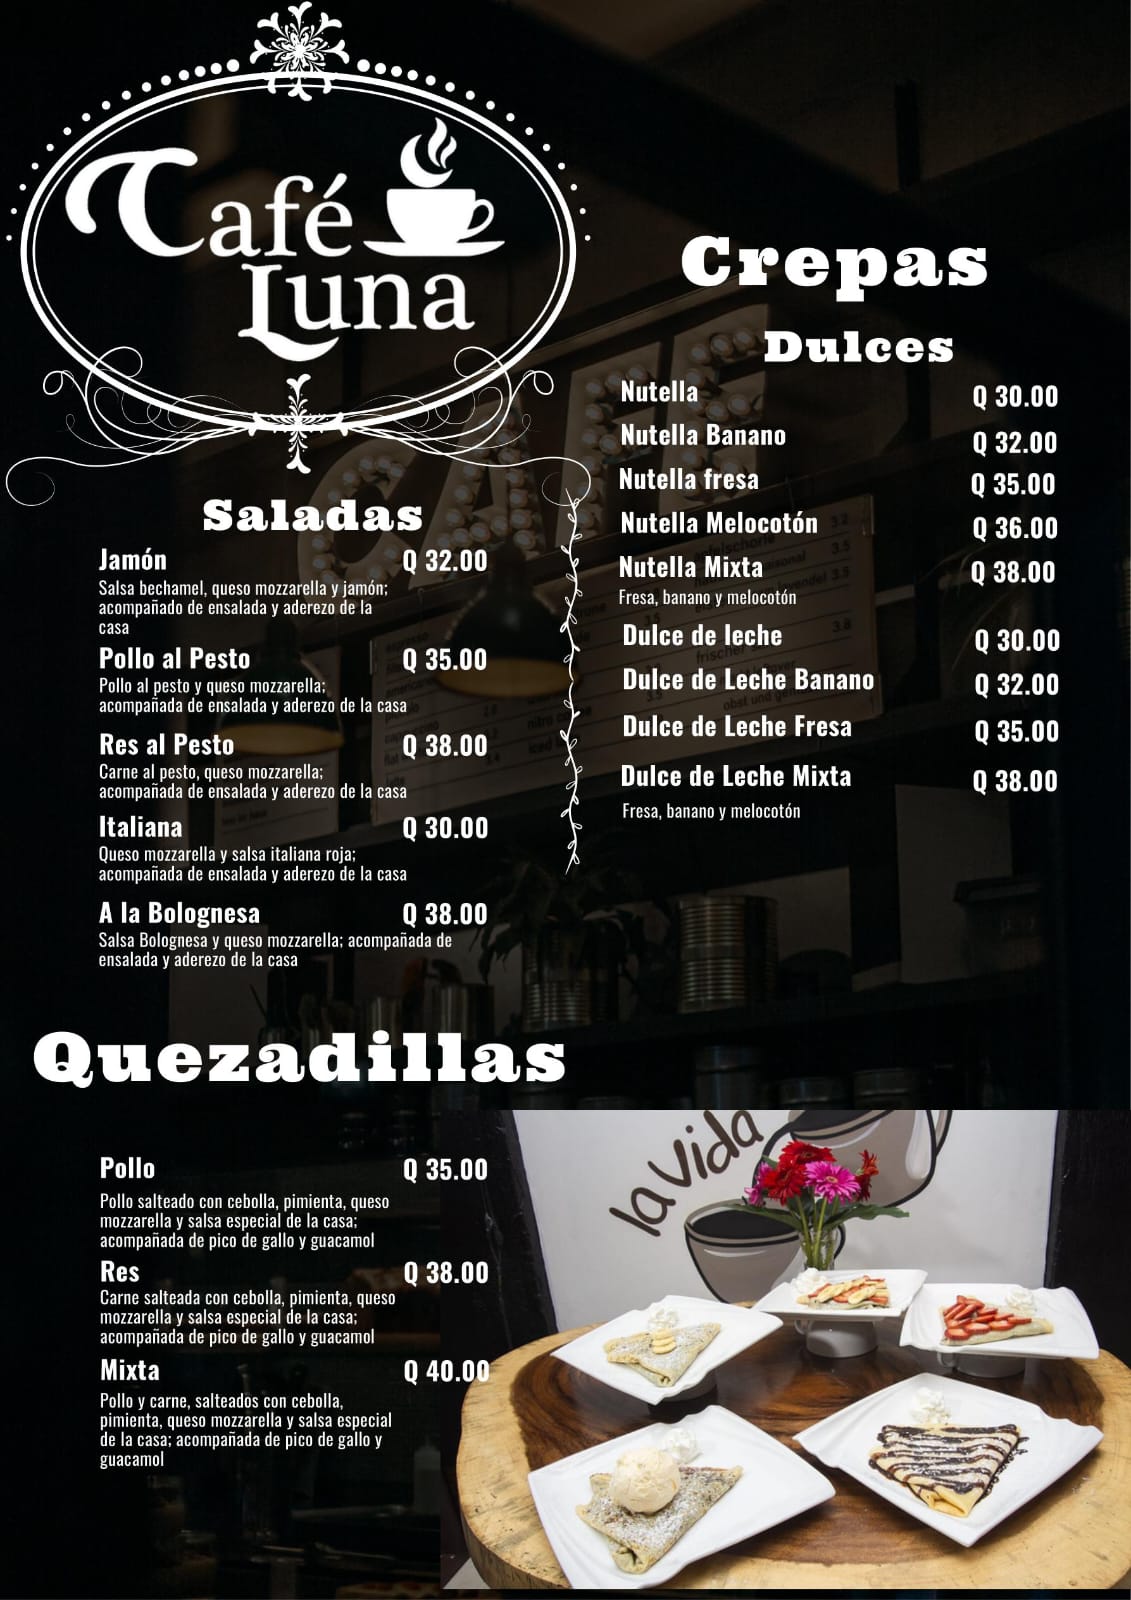 Café
Luna
Crepas
Dulces
Nutella Q 30.00
Nutella Banano Q 32.00
Nutella fresa Q 35.00
Nutella Melocotón Q 36.00
Nutella Mixta Q 38.00
Fresa, banano y melocotón
Dulce de leche Q 30.00
Dulce de Leche Banano Q 32.00
Dulce de Leche Fresa Q 35.00
Dulce de Leche Mixta Q 38.00
Fresa, banano y melocotón
Saladas
Jamón Q 32.00
Salsa bechamel, queso mozzarella y jamón;
acompañado de ensalada y aderezo de la
casa
Pollo al Pesto Q 35.00
Pollo al pesto y queso mozzarella;
acompañada de ensalada y aderezo de la casa
Res al Pesto Q 38.00
Carne al pesto, queso mozzarella;
acompañada de ensalada y aderezo de la casa
Italiana Q 30.00
Queso mozzarella y salsa italiana roja;
acompañada de ensalada y aderezo de la casa
A la Bolognesa Q 38.00
Salsa Bolognesa y queso mozzarella; acompañada de
ensalada y aderezo de la casa
CAFE
Quezadillas
Pollo Q 35.00
Pollo salteado con cebolla, pimienta, queso
mozzarella y salsa especial de la casa;
acompañada de pico de gallo y guacamol
Res Q 38.00
Carne salteada con cebolla, pimienta, queso
mozzarella y salsa especial de la casa;
acompañada de pico de gallo y guacamol
Mixta Q 40.00
Pollo y carne, salteados con cebolla,
pimienta, queso mozzarella y salsa especial
de la casa; acompañada de pico de gallo y
guacamol
la vida